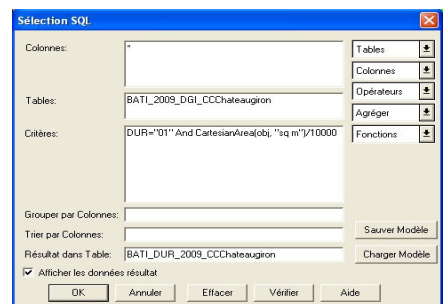 Sélection SQL
Colonnes: * Tables
Colonnes
Tables: BATI_2009_DGI_CCChateaugiron Opérateurs
Agréger
Critères: DUR="01" And CartesianArea(obj, "sq m")/10000 Fonctions
Grouper par Colonnes:
Trier par Colonnes: Sauver Modèle
Résultat dans Table: BATI_DUR_2009_CCChateaugiron Charger Modèle
Afficher les données résultat
OK Annuler Effacer Vérifier Aide